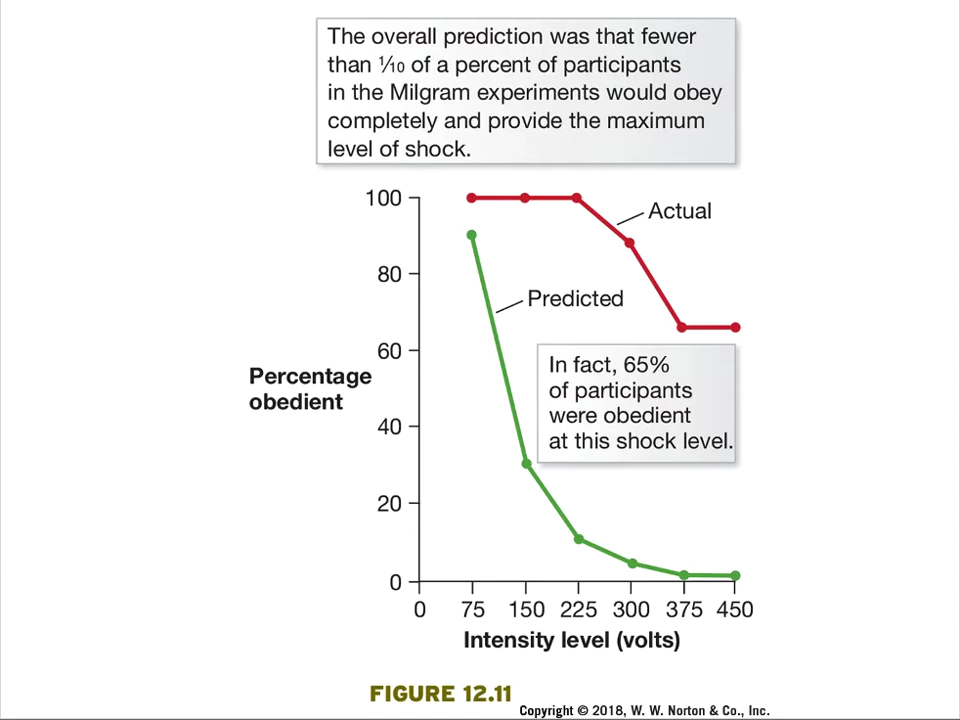 The overall prediction was that fewer
than ⅒ of a percent of participants
in the Milgram experiments would obey
completely and provide the maximum
level of shock.
100
Actual
80
Predicted
60
In fact, 65%
of participants
were obedient
at this shock level.
Percentage
obedient
40
20
0
0 75 150 225 300 375 450
Intensity level (volts)
FIGURE 12.11
Copyright © 2018, W. W. Norton & Co., Inc.